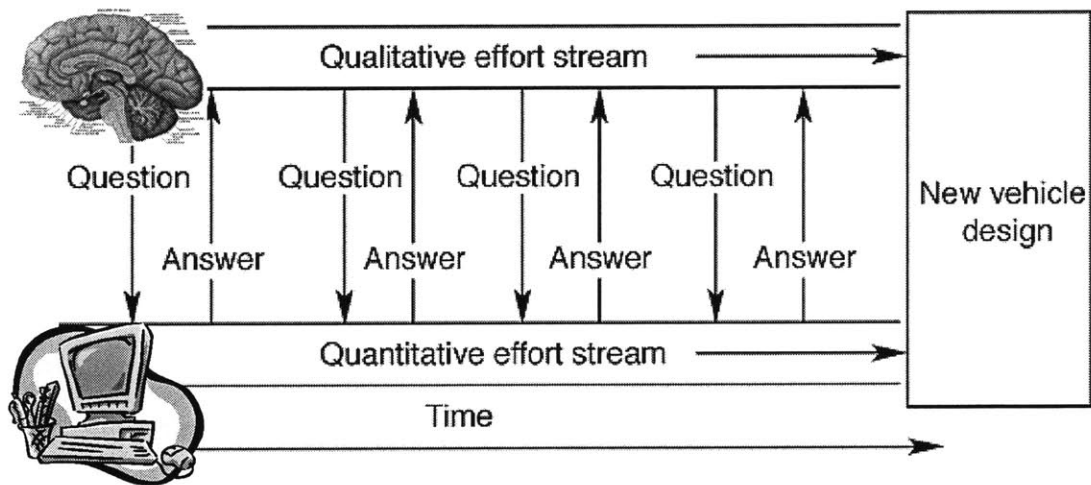 Qualitative effort stream
Question
Question
Question
Question
Answer
Answer
Answer
Answer
New vehicle
design
Quantitative effort stream
Time